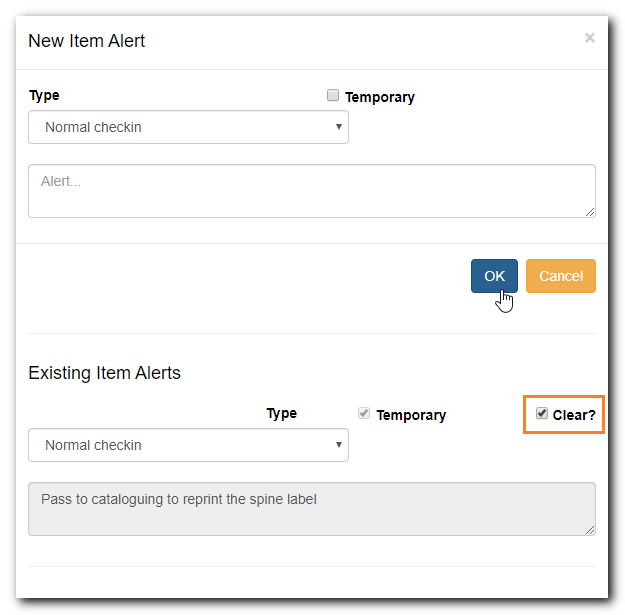 New Item Alert ×
Type Temporary
Normal checkin
Alert...
OK Cancel
Existing Item Alerts
Type Temporary Clear?
Normal checkin
Pass to cataloguing to reprint the spine label